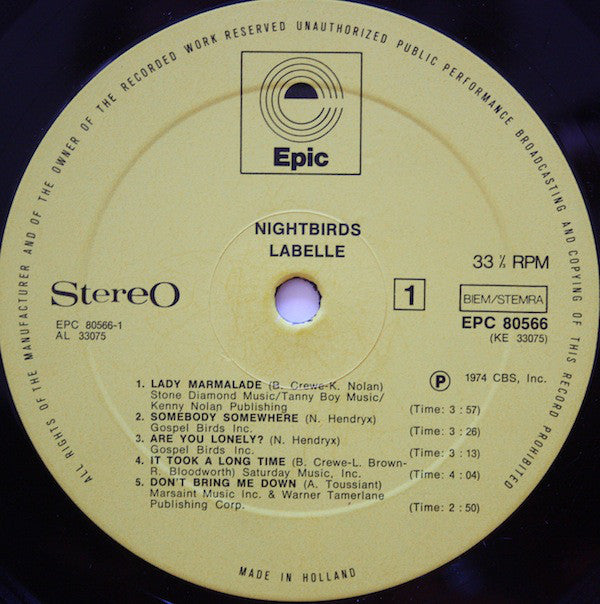 ALL RIGHTS OF THE MANUFACTURER AND OF THE OWNER OF THE RECORDED WORK RESERVED UNAUTHORIZED PUBLIC PERFORMANCE BROADCASTING AND COPYING OF THIS RECORD PROHIBITED
Epic
NIGHTBIRDS
LABELLE
33 ⅓ RPM
Stereo
1
BIEM/STEMRA
EPC 80566-1
AL 33075
EPC 80566
(KE 33075)
℗ 1974 CBS, Inc.
1. LADY MARMALADE (B. Crewe-K. Nolan)
Stone Diamond Music/Tanny Boy Music/
Kenny Nolan Publishing (Time: 3 : 57)
2. SOMEBODY SOMEWHERE (N. Hendryx)
Gospel Birds Inc. (Time: 3 : 26)
3. ARE YOU LONELY? (N. Hendryx)
Gospel Birds Inc. (Time: 3 : 13)
4. IT TOOK A LONG TIME (B. Crewe-L. Brown-
R. Bloodworth) Saturday Music, Inc. (Time: 4 : 04)
5. DON'T BRING ME DOWN (A. Toussiant)
Marsaint Music Inc. & Warner Tamerlane
Publishing Corp. (Time: 2 : 50)
MADE IN HOLLAND